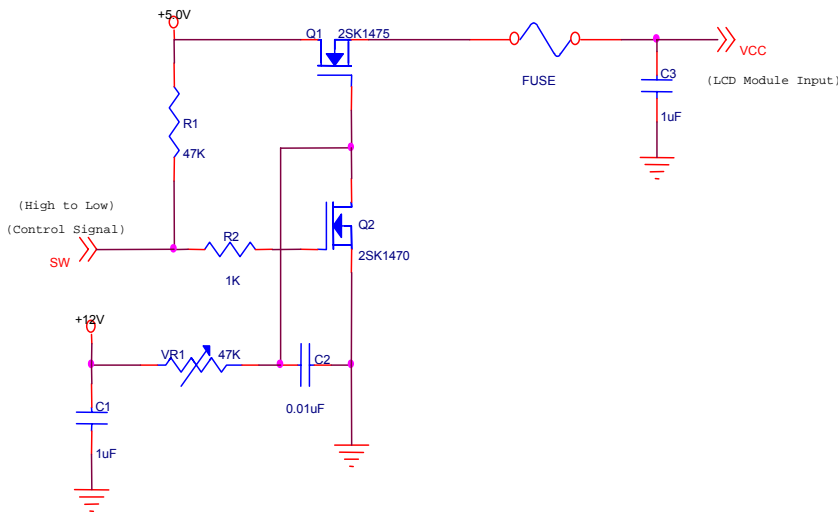 +5.0V
Q1
2SK1475
FUSE
VCC
(LCD Module Input)
C3
1uF
R1
47K
(High to Low)
(Control Signal)
SW
R2
1K
Q2
2SK1470
+12V
VR1
47K
C2
0.01uF
C1
1uF